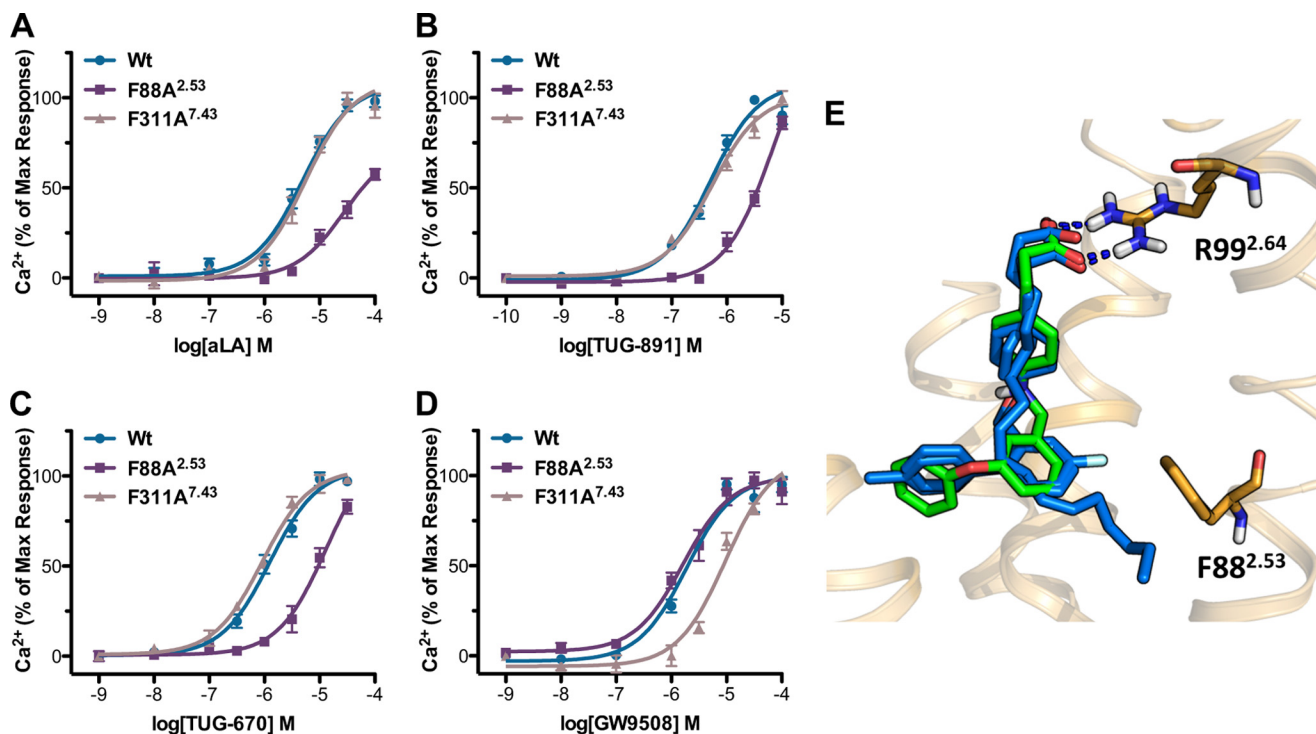 A
Ca²⁺ (% of Max Response)
Wt
F88A²·⁵³
F311A⁷·⁴³
100
50
0
-9 -8 -7 -6 -5 -4
log[aLA] M
B
Ca²⁺ (% of Max Response)
Wt
F88A²·⁵³
F311A⁷·⁴³
100
50
0
-10 -9 -8 -7 -6 -5
log[TUG-891] M
C
Ca²⁺ (% of Max Response)
Wt
F88A²·⁵³
F311A⁷·⁴³
100
50
0
-9 -8 -7 -6 -5 -4
log[TUG-670] M
D
Ca²⁺ (% of Max Response)
Wt
F88A²·⁵³
F311A⁷·⁴³
100
50
0
-9 -8 -7 -6 -5 -4
log[GW9508] M
E
R99²·⁶⁴
F88²·⁵³